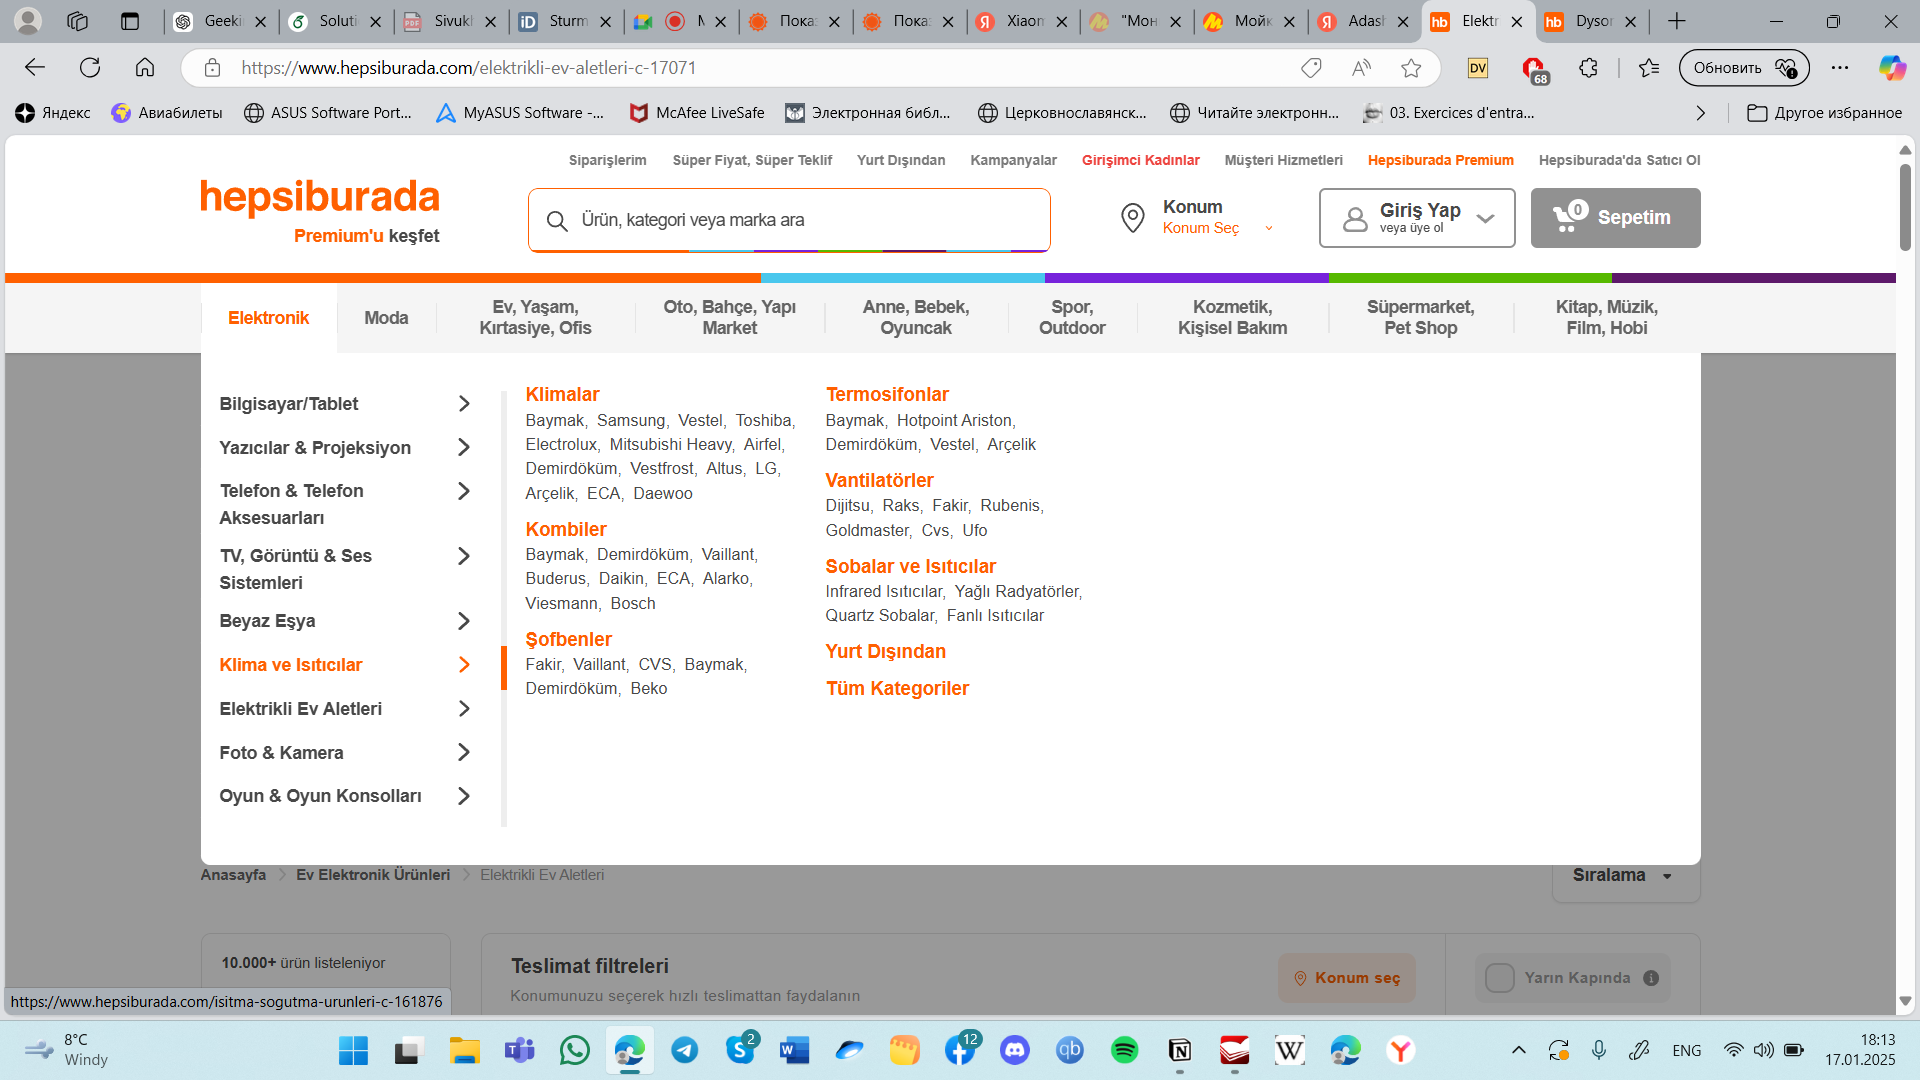 Geeki
Soluti
Sivukl
Sturm
Пока
Пока
Xiaom
"Мон
Мойк
Adash
Elektr
Dysor
https://www.hepsiburada.com/elektrikli-ev-aletleri-c-17071
DV
68
Обновить
Яндекс
Авиабилеты
ASUS Software Port...
MyASUS Software -...
McAfee LiveSafe
Электронная библ...
Церковнославянск...
Читайте электронн...
03. Exercices d'entra...
Другое избранное
Siparişlerim
Süper Fiyat, Süper Teklif
Yurt Dışından
Kampanyalar
Girişimci Kadınlar
Müşteri Hizmetleri
Hepsiburada Premium
Hepsiburada'da Satıcı Ol
hepsiburada
Premium'u keşfet
Ürün, kategori veya marka ara
Konum
Konum Seç
Giriş Yap
veya üye ol
0
Sepetim
Elektronik
Moda
Ev, Yaşam,
Kırtasiye, Ofis
Oto, Bahçe, Yapı
Market
Anne, Bebek,
Oyuncak
Spor,
Outdoor
Kozmetik,
Kişisel Bakım
Süpermarket,
Pet Shop
Kitap, Müzik,
Film, Hobi
Bilgisayar/Tablet
Yazıcılar & Projeksiyon
Telefon & Telefon
Aksesuarları
TV, Görüntü & Ses
Sistemleri
Beyaz Eşya
Klima ve Isıtıcılar
Elektrikli Ev Aletleri
Foto & Kamera
Oyun & Oyun Konsolları
Klimalar
Baymak, Samsung, Vestel, Toshiba,
Electrolux, Mitsubishi Heavy, Airfel,
Demirdöküm, Vestfrost, Altus, LG,
Arçelik, ECA, Daewoo
Kombiler
Baymak, Demirdöküm, Vaillant,
Buderus, Daikin, ECA, Alarko,
Viesmann, Bosch
Şofbenler
Fakir, Vaillant, CVS, Baymak,
Demirdöküm, Beko
Termosifonlar
Baymak, Hotpoint Ariston,
Demirdöküm, Vestel, Arçelik
Vantilatörler
Dijitsu, Raks, Fakir, Rubenis,
Goldmaster, Cvs, Ufo
Sobalar ve Isıtıcılar
Infrared Isıtıcılar, Yağlı Radyatörler,
Quartz Sobalar, Fanlı Isıtıcılar
Yurt Dışından
Tüm Kategoriler
Anasayfa
Ev Elektronik Ürünleri
Elektrikli Ev Aletleri
Sıralama
10.000+ ürün listeleniyor
Teslimat filtreleri
Konumunuzu seçerek hızlı teslimattan faydalanın
Konum seç
Yarın Kapında
https://www.hepsiburada.com/isitma-sogutma-urunleri-c-161876
8°C
Windy
2
12
ENG
18:13
17.01.2025